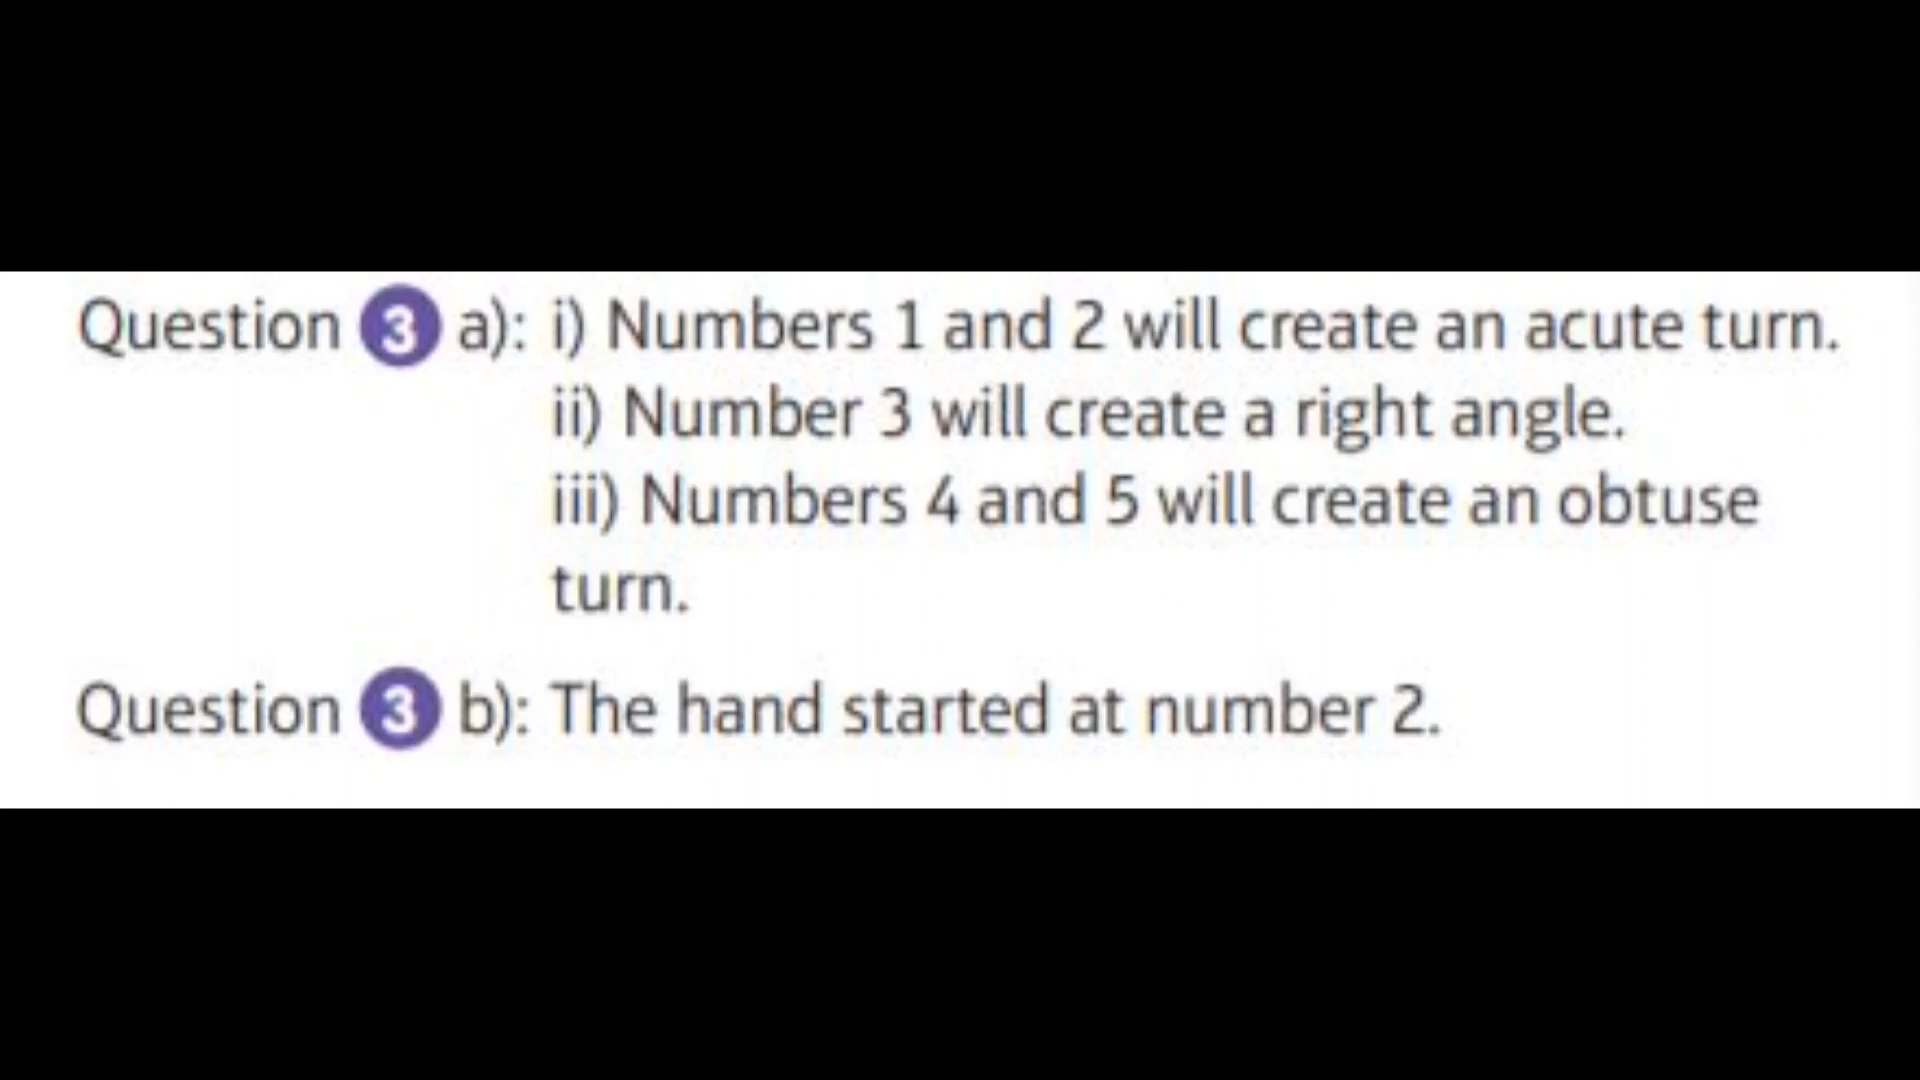 Question 3 a): i) Numbers 1 and 2 will create an acute turn.
ii) Number 3 will create a right angle.
iii) Numbers 4 and 5 will create an obtuse
turn.
Question 3 b): The hand started at number 2.